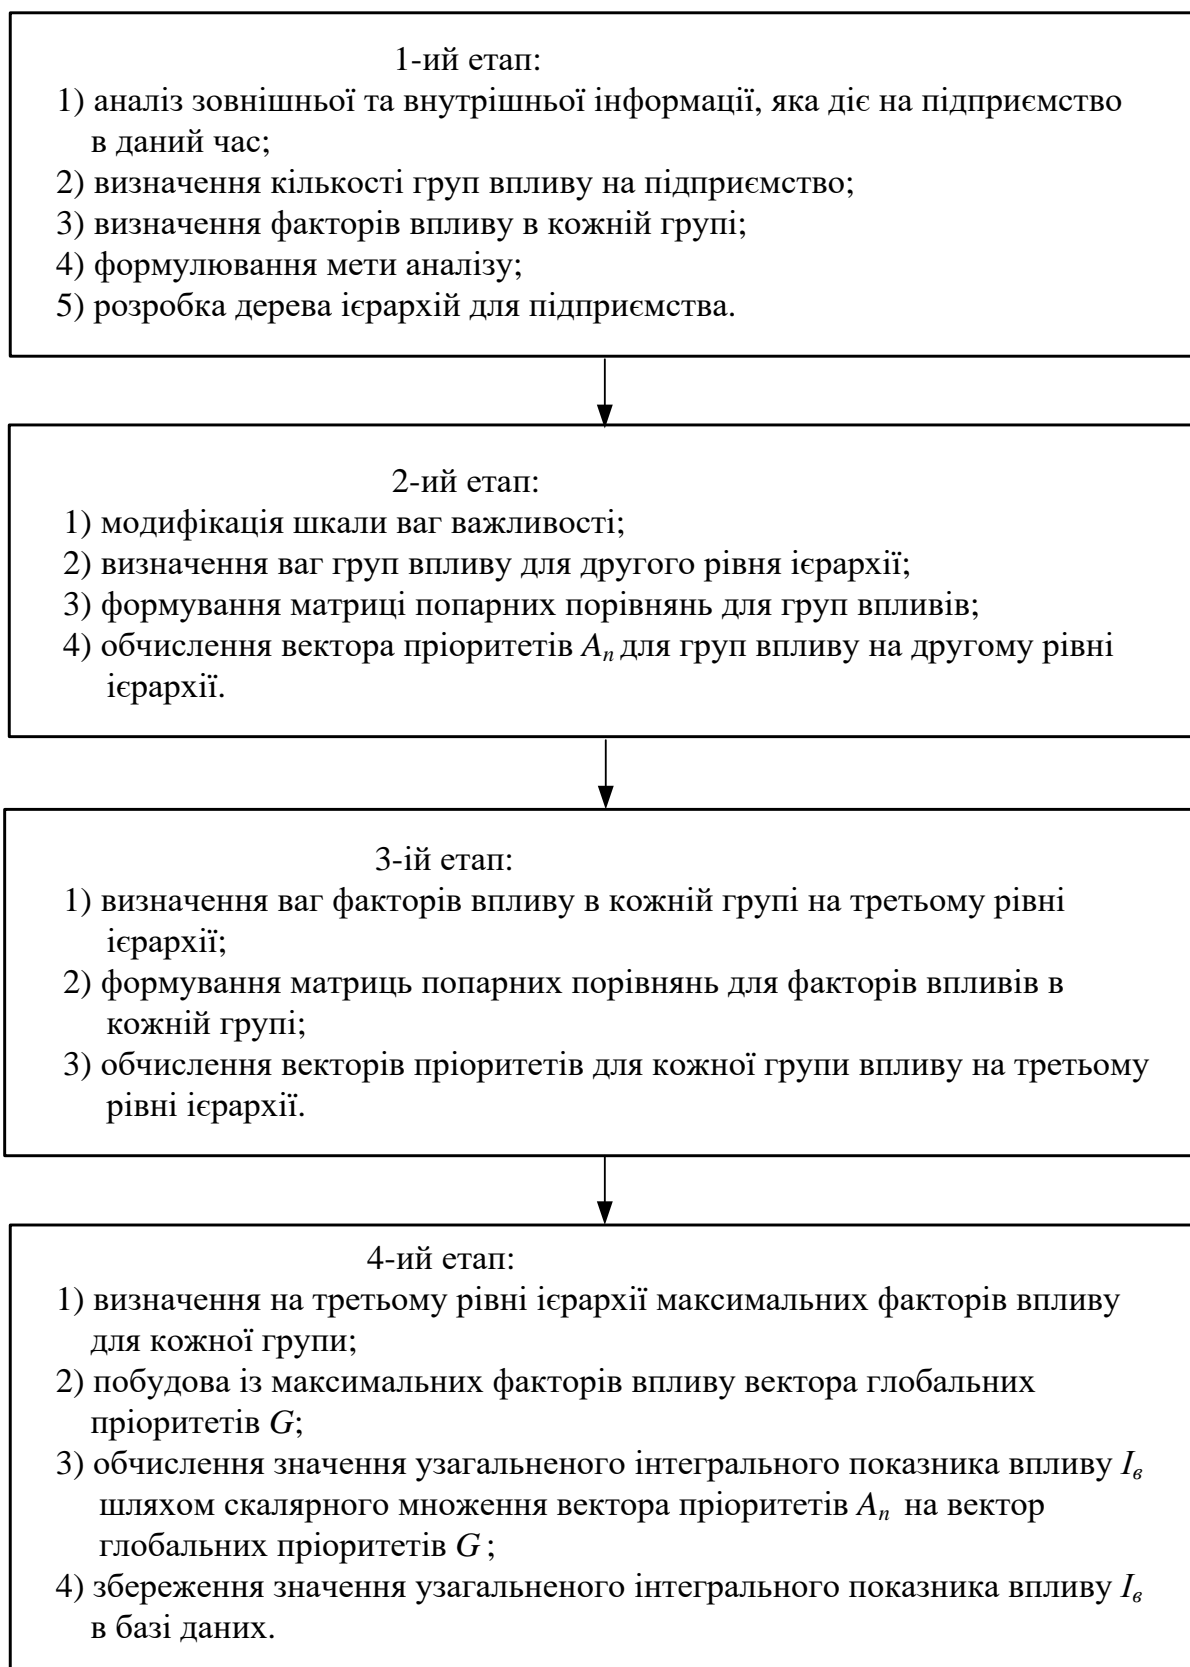 1-ий етап:
1) аналіз зовнішньої та внутрішньої інформації, яка діє на підприємство
в даний час;
2) визначення кількості груп впливу на підприємство;
3) визначення факторів впливу в кожній групі;
4) формулювання мети аналізу;
5) розробка дерева ієрархій для підприємства.
2-ий етап:
1) модифікація шкали ваг важливості;
2) визначення ваг груп впливу для другого рівня ієрархії;
3) формування матриці попарних порівнянь для груп впливів;
4) обчислення вектора пріоритетів Aₙ для груп впливу на другому рівні
ієрархії.
3-ій етап:
1) визначення ваг факторів впливу в кожній групі на третьому рівні
ієрархії;
2) формування матриць попарних порівнянь для факторів впливів в
кожній групі;
3) обчислення векторів пріоритетів для кожної групи впливу на третьому
рівні ієрархії.
4-ий етап:
1) визначення на третьому рівні ієрархії максимальних факторів впливу
для кожної групи;
2) побудова із максимальних факторів впливу вектора глобальних
пріоритетів G;
3) обчислення значення узагальненого інтегрального показника впливу Iв
шляхом скалярного множення вектора пріоритетів Aₙ на вектор
глобальних пріоритетів G ;
4) збереження значення узагальненого інтегрального показника впливу Iв
в базі даних.